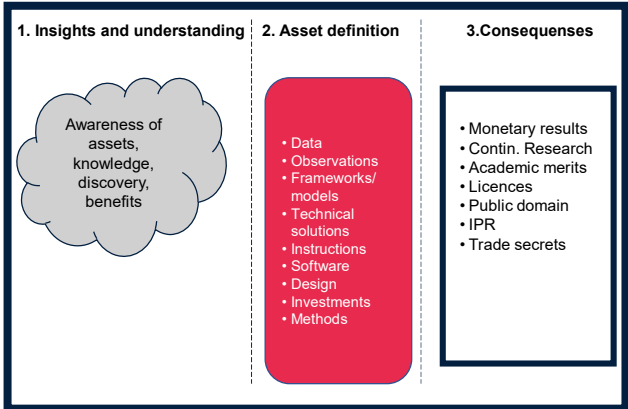 1. Insights and understanding
2. Asset definition
3.Consequenses
Awareness of
assets,
knowledge,
discovery,
benefits
• Data
• Observations
• Frameworks/
models
• Technical
solutions
• Instructions
• Software
• Design
• Investments
• Methods
• Monetary results
• Contin. Research
• Academic merits
• Licences
• Public domain
• IPR
• Trade secrets